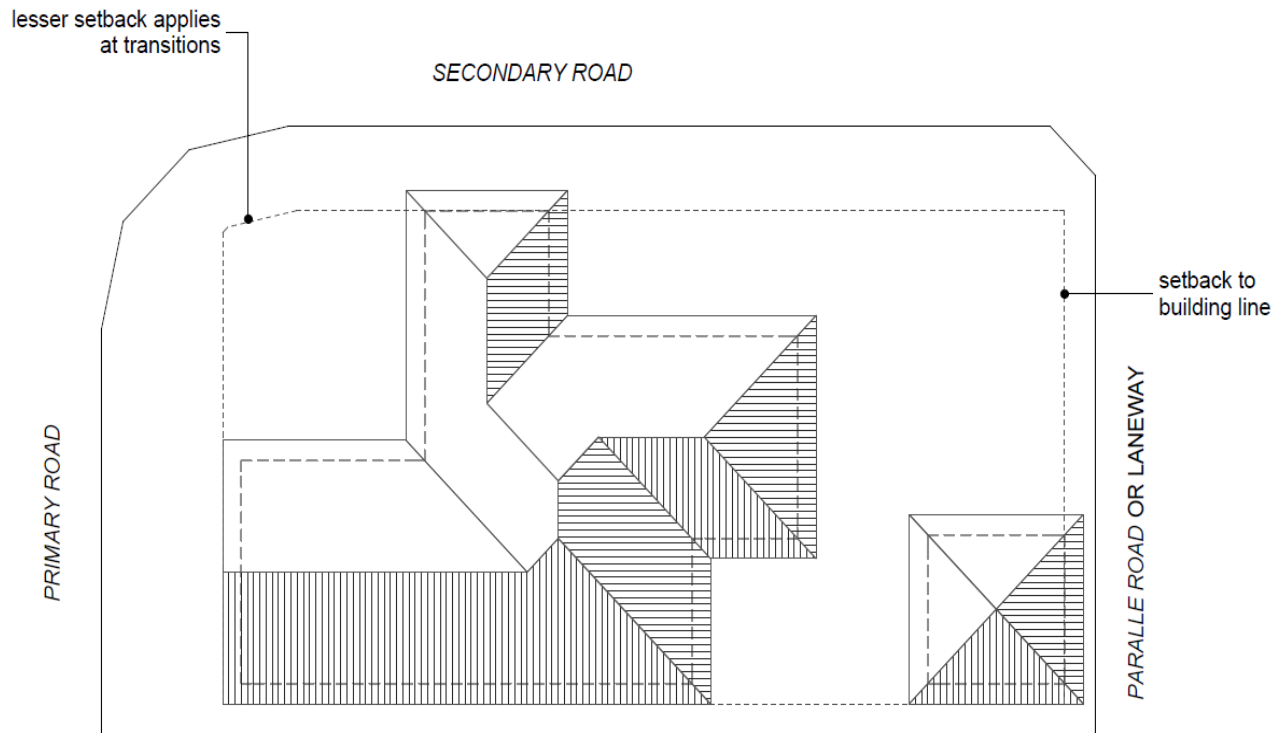 lesser setback applies
at transitions
SECONDARY ROAD
setback to
building line
PRIMARY ROAD
PARALLE ROAD OR LANEWAY